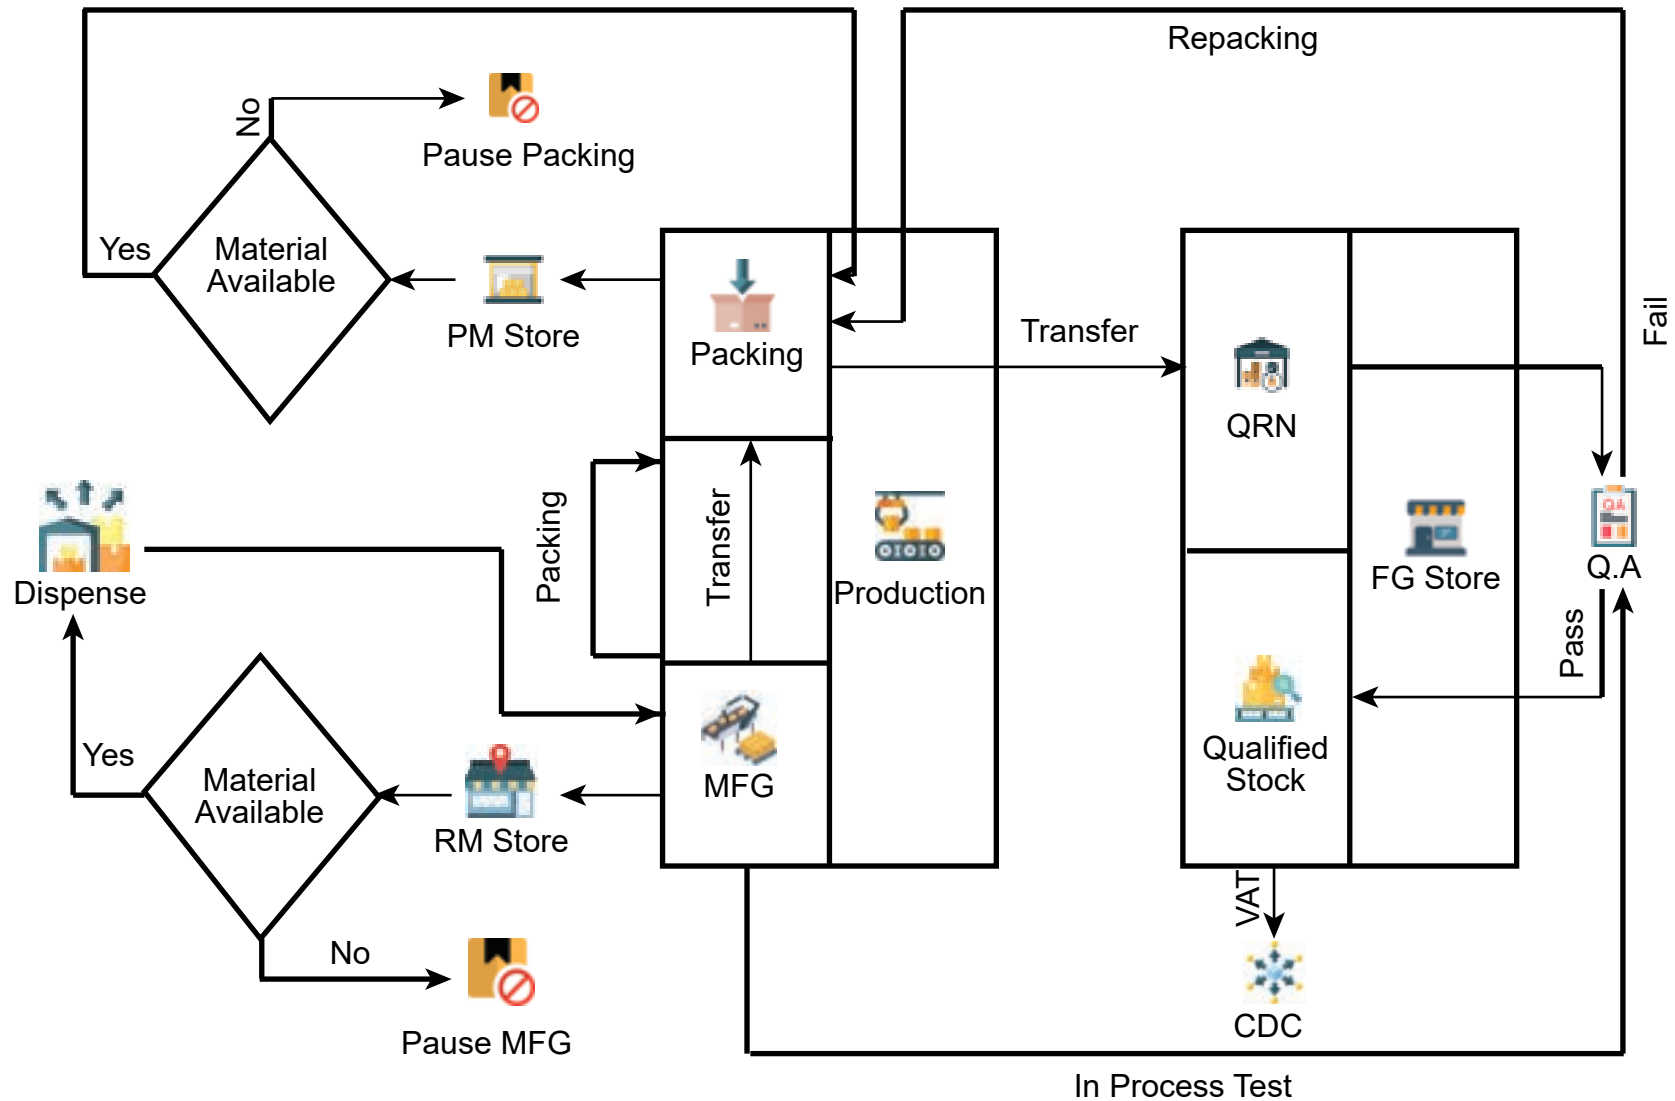 Repacking
No
Pause Packing
Yes
Material
Available
PM Store
Packing
Transfer
QRN
Fail
Dispense
Packing
Transfer
Production
FG Store
QA
Q.A
Pass
Yes
Material
Available
RM Store
MFG
Qualified
Stock
No
Pause MFG
VAT
CDC
In Process Test